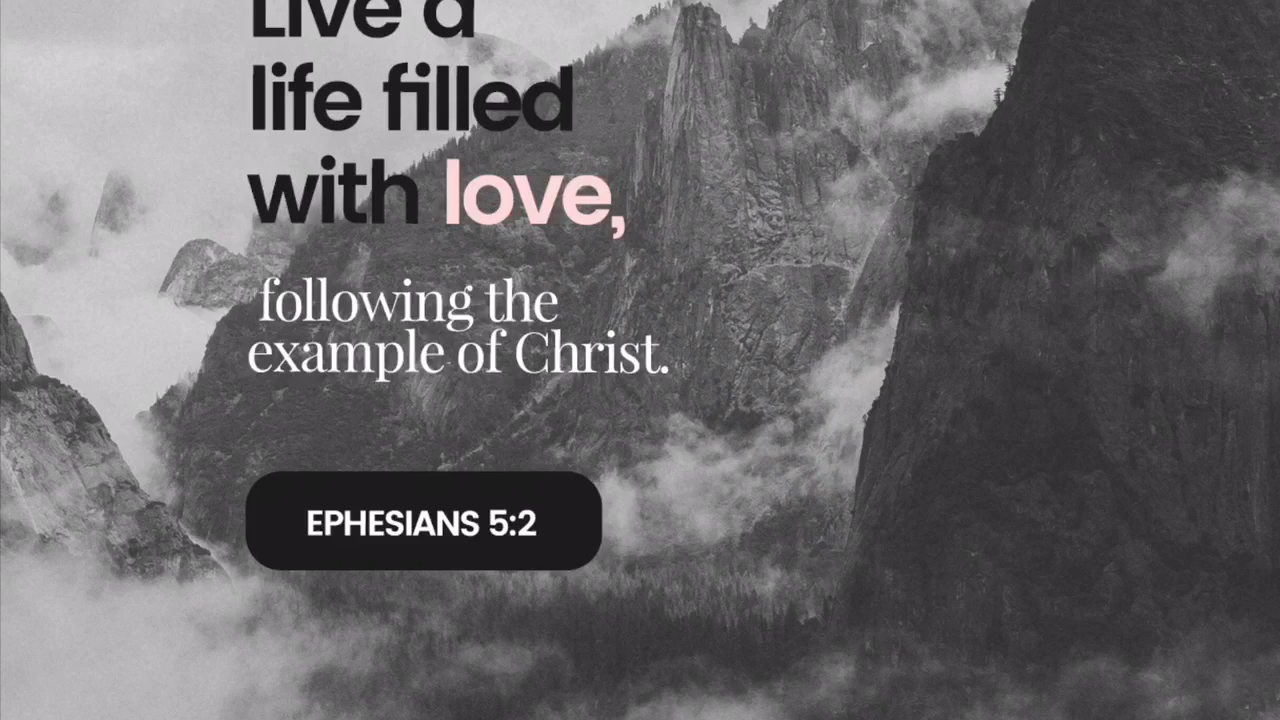 Live a
life filled
with love,
following the
example of Christ.
EPHESIANS 5:2